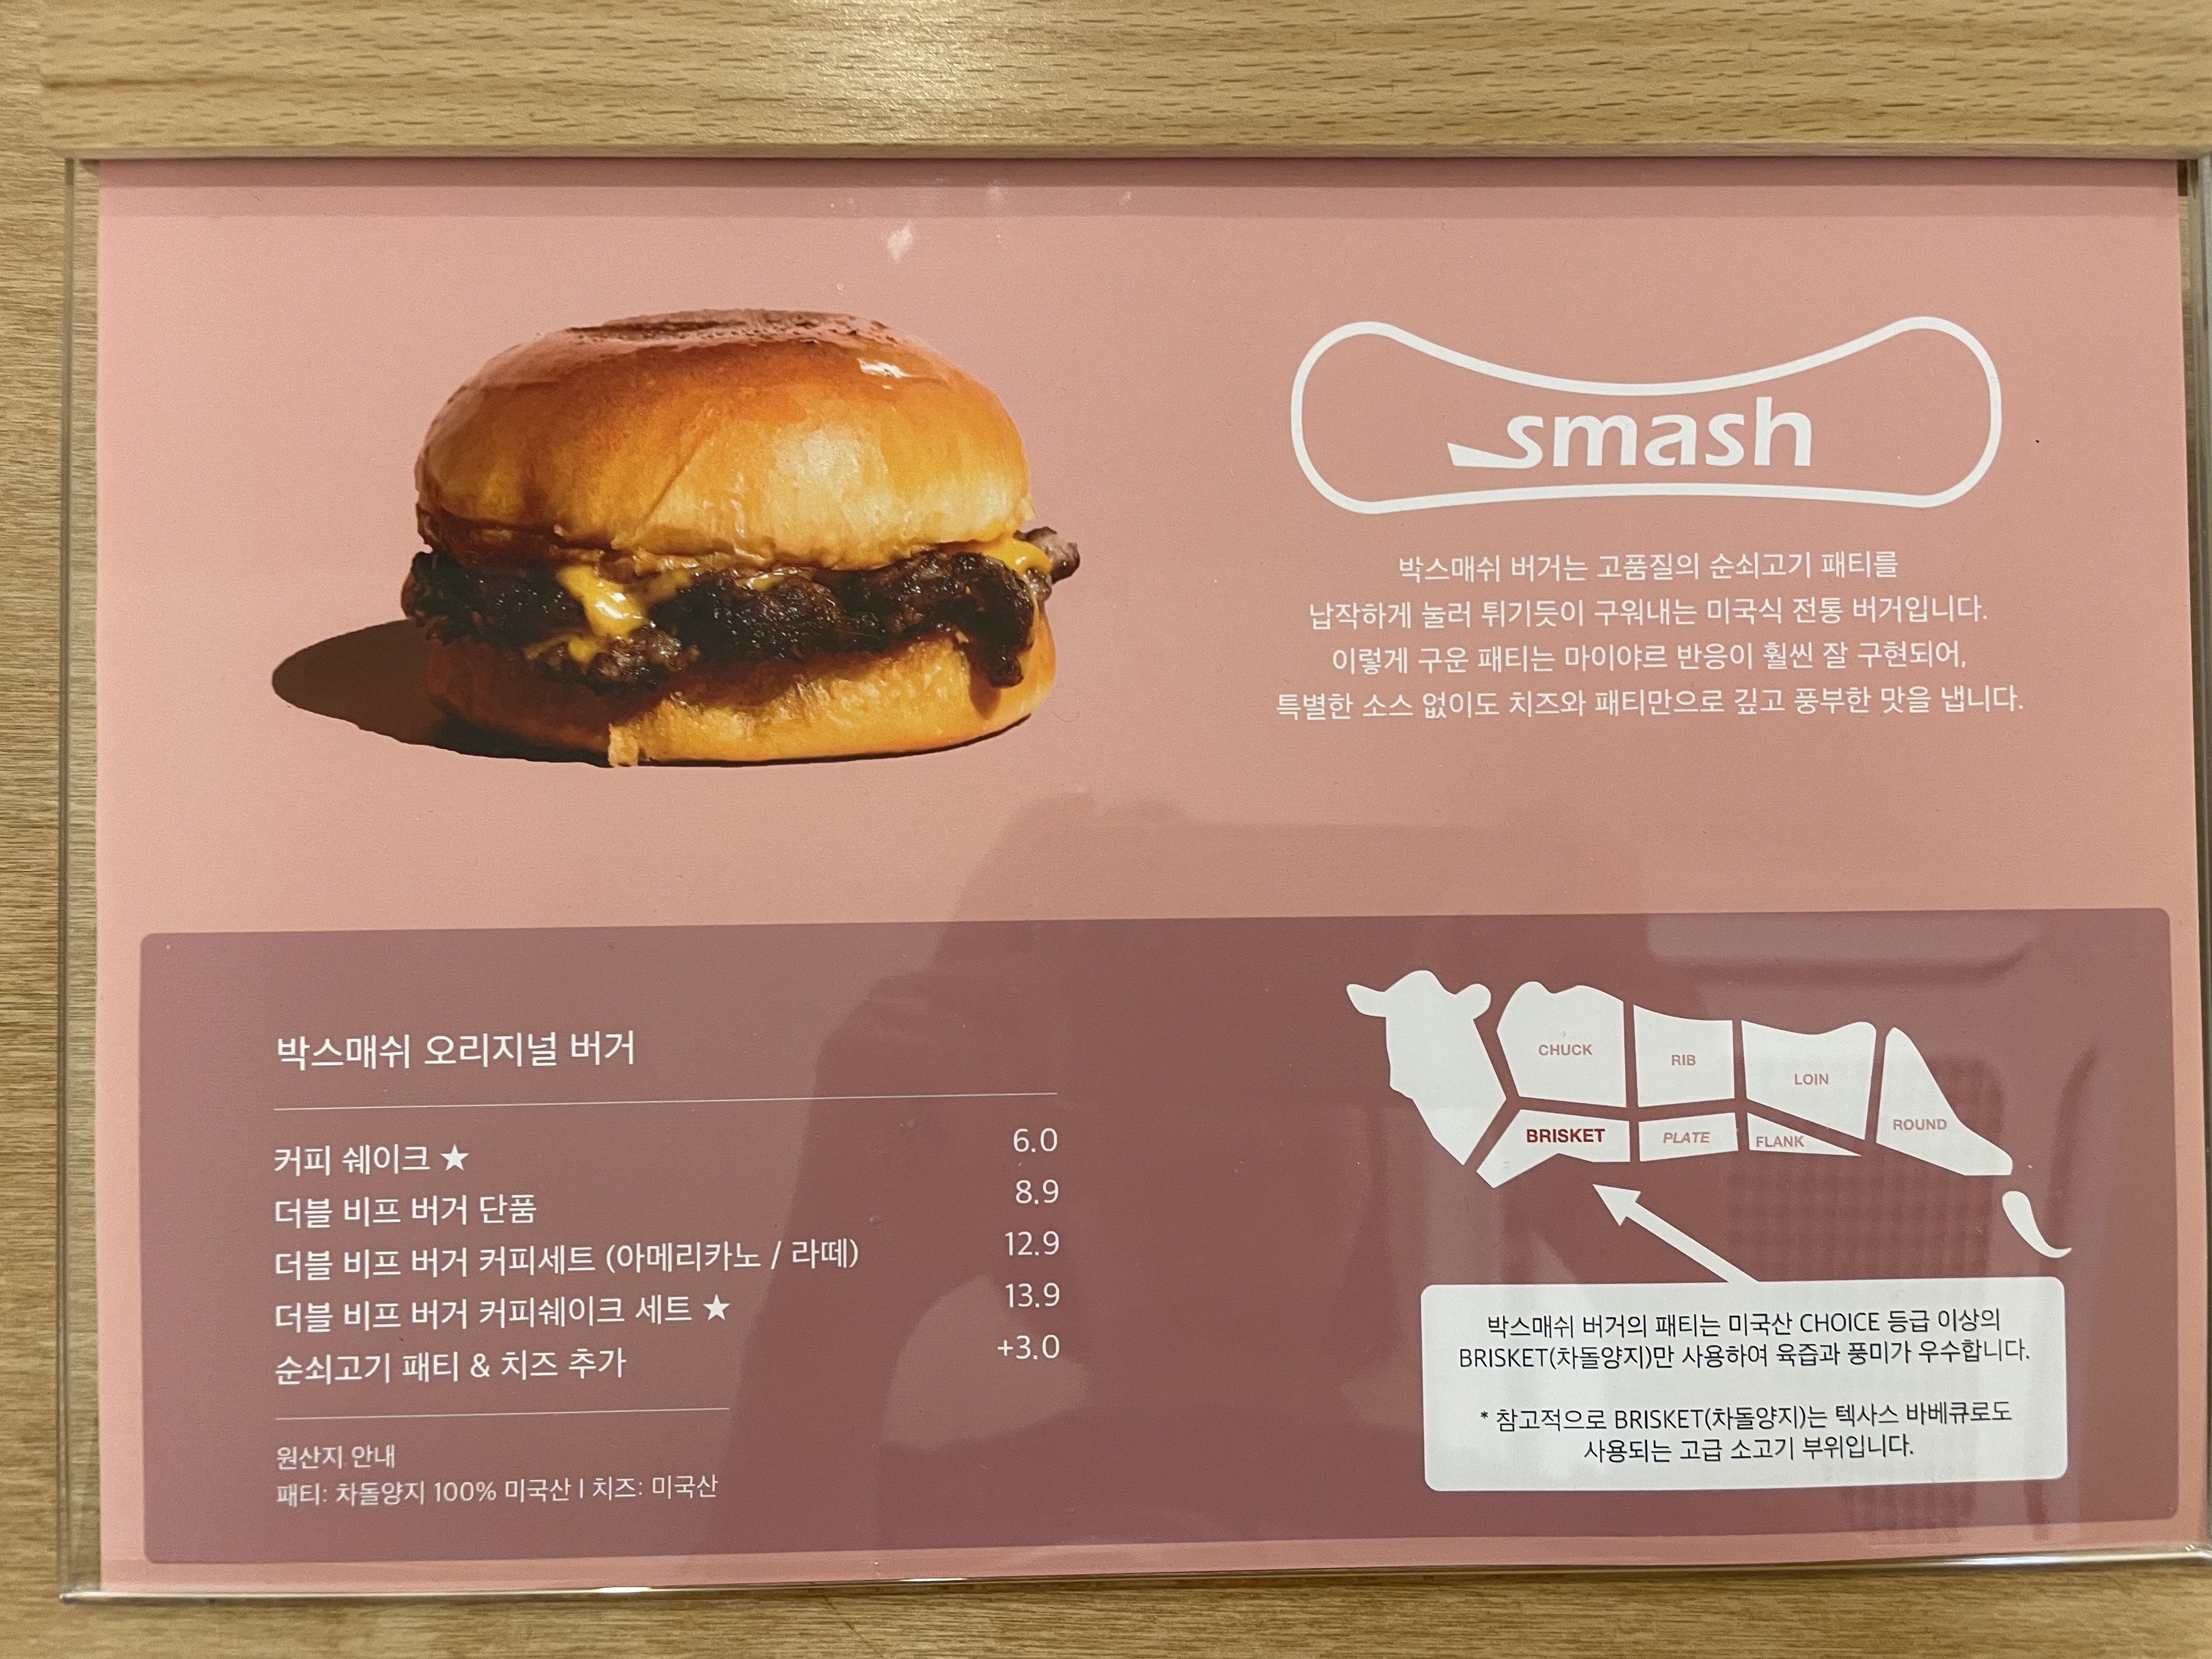 smash
박스매쉬 버거는 고품질의 순쇠고기 패티를
납작하게 눌러 튀기듯이 구워내는 미국식 전통 버거입니다.
이렇게 구운 패티는 마이야르 반응이 훨씬 잘 구현되어,
특별한 소스 없이도 치즈와 패티만으로 깊고 풍부한 맛을 냅니다.
박스매쉬 오리지널 버거
커피 쉐이크 ★ 6.0
더블 비프 버거 단품 8.9
더블 비프 버거 커피세트 (아메리카노 / 라떼) 12.9
더블 비프 버거 커피쉐이크 세트 ★ 13.9
순쇠고기 패티 & 치즈 추가 +3.0
원산지 안내
패티: 차돌양지 100% 미국산 | 치즈: 미국산
CHUCK
RIB
LOIN
ROUND
BRISKET
PLATE
FLANK
박스매쉬 버거의 패티는 미국산 CHOICE 등급 이상의
BRISKET(차돌양지)만 사용하여 육즙과 풍미가 우수합니다.
* 참고적으로 BRISKET(차돌양지)는 텍사스 바베큐로도
사용되는 고급 소고기 부위입니다.